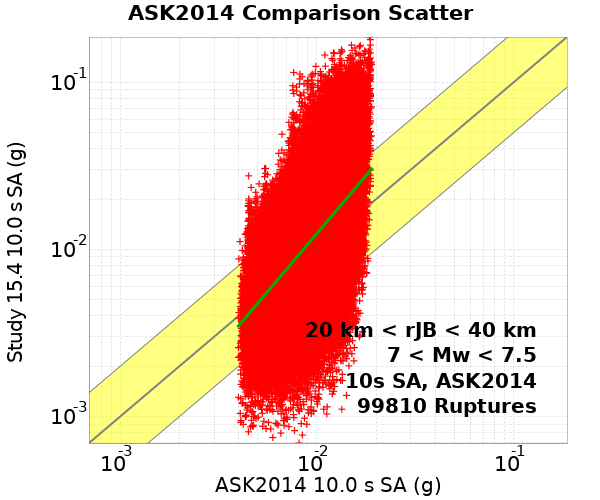 ASK2014 Comparison Scatter
10-1
10-2
10-3
Study 15.4 10.0 s SA (g)
20 km < rJB < 40 km
7 < Mw < 7.5
10s SA, ASK2014
99810 Ruptures
10-3 10-2 10-1
ASK2014 10.0 s SA (g)